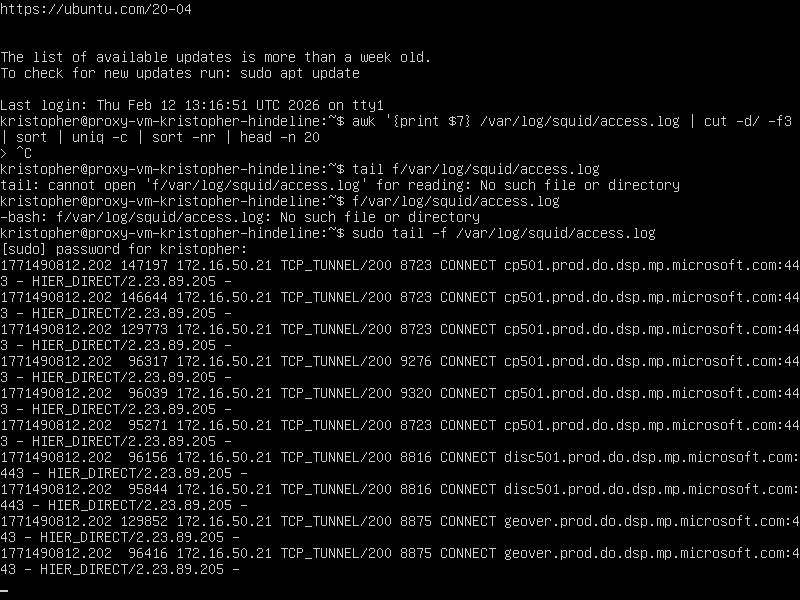 https://ubuntu.com/20-04
The list of available updates is more than a week old.
To check for new updates run: sudo apt update
Last login: Thu Feb 12 13:16:51 UTC 2026 on tty1
kristopher@proxy-vm-kristopher-hindeline:~$ awk '{print $7} /var/log/squid/access.log | cut -d/ -f3
| sort | uniq -c | sort -nr | head -n 20
> ^C
kristopher@proxy-vm-kristopher-hindeline:~$ tail f/var/log/squid/access.log
tail: cannot open 'f/var/log/squid/access.log' for reading: No such file or directory
kristopher@proxy-vm-kristopher-hindeline:~$ f/var/log/squid/access.log
-bash: f/var/log/squid/access.log: No such file or directory
kristopher@proxy-vm-kristopher-hindeline:~$ sudo tail -f /var/log/squid/access.log
[sudo] password for kristopher:
1771490812.202 147197 172.16.50.21 TCP_TUNNEL/200 8723 CONNECT cp501.prod.do.dsp.mp.microsoft.com:44
3 - HIER_DIRECT/2.23.89.205 -
1771490812.202 146644 172.16.50.21 TCP_TUNNEL/200 8723 CONNECT cp501.prod.do.dsp.mp.microsoft.com:44
3 - HIER_DIRECT/2.23.89.205 -
1771490812.202 129773 172.16.50.21 TCP_TUNNEL/200 8723 CONNECT cp501.prod.do.dsp.mp.microsoft.com:44
3 - HIER_DIRECT/2.23.89.205 -
1771490812.202  96317 172.16.50.21 TCP_TUNNEL/200 9276 CONNECT cp501.prod.do.dsp.mp.microsoft.com:44
3 - HIER_DIRECT/2.23.89.205 -
1771490812.202  96039 172.16.50.21 TCP_TUNNEL/200 9320 CONNECT cp501.prod.do.dsp.mp.microsoft.com:44
3 - HIER_DIRECT/2.23.89.205 -
1771490812.202  95271 172.16.50.21 TCP_TUNNEL/200 8723 CONNECT cp501.prod.do.dsp.mp.microsoft.com:44
3 - HIER_DIRECT/2.23.89.205 -
1771490812.202  96156 172.16.50.21 TCP_TUNNEL/200 8816 CONNECT disc501.prod.do.dsp.mp.microsoft.com:
443 - HIER_DIRECT/2.23.89.205 -
1771490812.202  95844 172.16.50.21 TCP_TUNNEL/200 8816 CONNECT disc501.prod.do.dsp.mp.microsoft.com:
443 - HIER_DIRECT/2.23.89.205 -
1771490812.202 129852 172.16.50.21 TCP_TUNNEL/200 8875 CONNECT geover.prod.do.dsp.mp.microsoft.com:4
43 - HIER_DIRECT/2.23.89.205 -
1771490812.202  96416 172.16.50.21 TCP_TUNNEL/200 8875 CONNECT geover.prod.do.dsp.mp.microsoft.com:4
43 - HIER_DIRECT/2.23.89.205 -